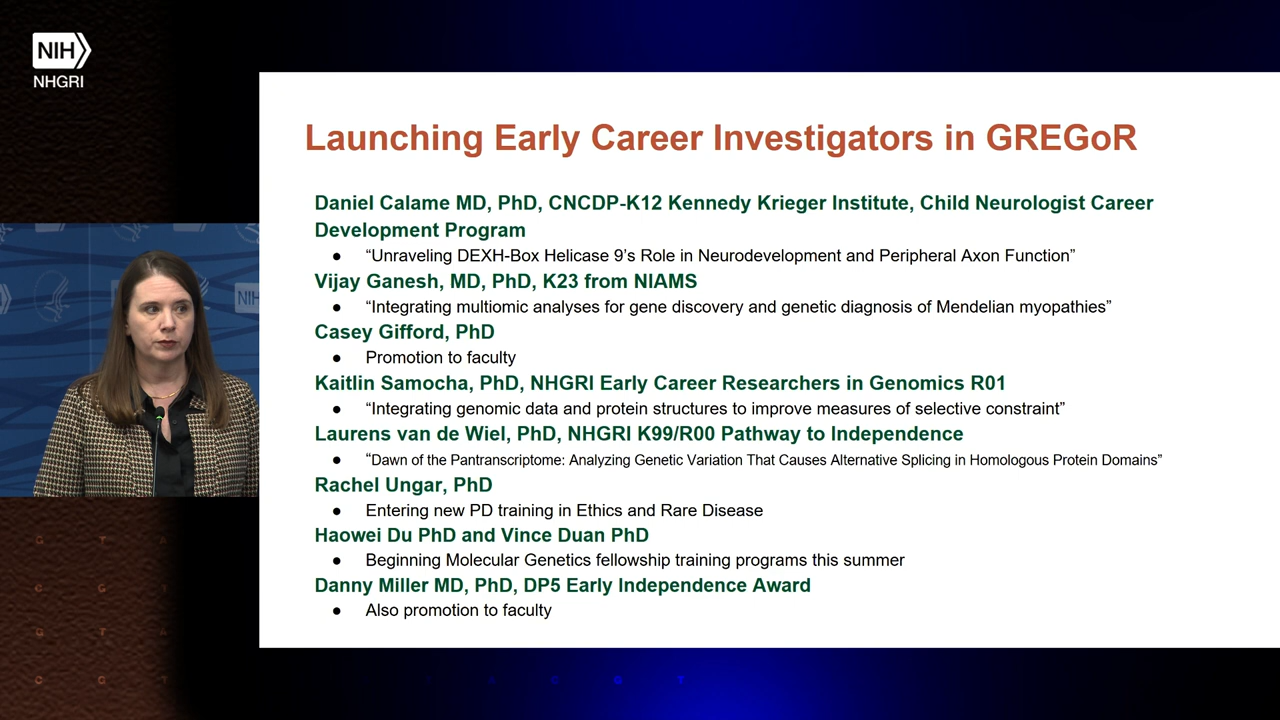 NIH
NHGRI
Launching Early Career Investigators in GREGoR
Daniel Calame MD, PhD, CNCDP-K12 Kennedy Krieger Institute, Child Neurologist Career
Development Program
● “Unraveling DEXH-Box Helicase 9’s Role in Neurodevelopment and Peripheral Axon Function”
Vijay Ganesh, MD, PhD, K23 from NIAMS
● “Integrating multiomic analyses for gene discovery and genetic diagnosis of Mendelian myopathies”
Casey Gifford, PhD
● Promotion to faculty
Kaitlin Samocha, PhD, NHGRI Early Career Researchers in Genomics R01
● “Integrating genomic data and protein structures to improve measures of selective constraint”
Laurens van de Wiel, PhD, NHGRI K99/R00 Pathway to Independence
● “Dawn of the Pantranscriptome: Analyzing Genetic Variation That Causes Alternative Splicing in Homologous Protein Domains”
Rachel Ungar, PhD
● Entering new PD training in Ethics and Rare Disease
Haowei Du PhD and Vince Duan PhD
● Beginning Molecular Genetics fellowship training programs this summer
Danny Miller MD, PhD, DP5 Early Independence Award
● Also promotion to faculty
NIH
G T A
C G
G T
C G T